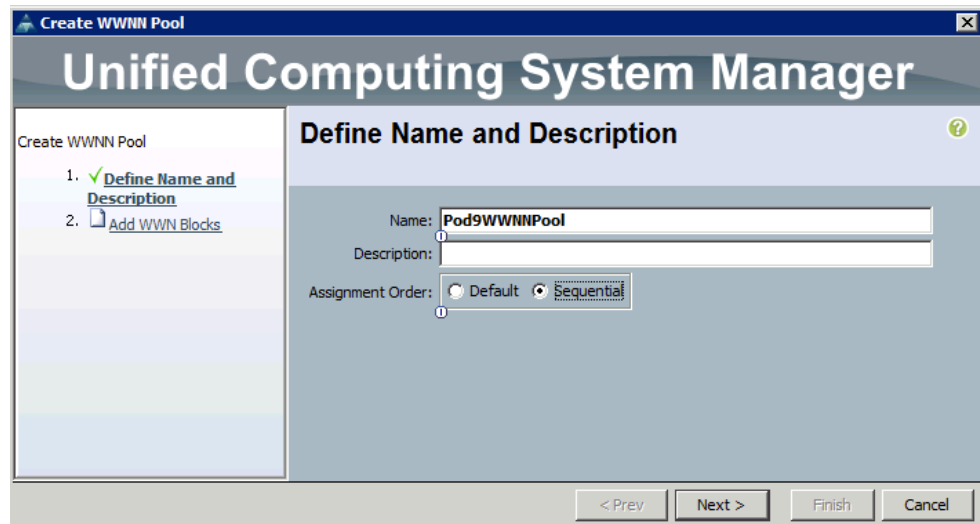 Create WWNN Pool
Unified Computing System Manager
Create WWNN Pool
1. Define Name and
Description
2. Add WWN Blocks
Define Name and Description
Name: Pod9WWNNPool
Description:
Assignment Order: Default Sequential
< Prev Next > Finish Cancel